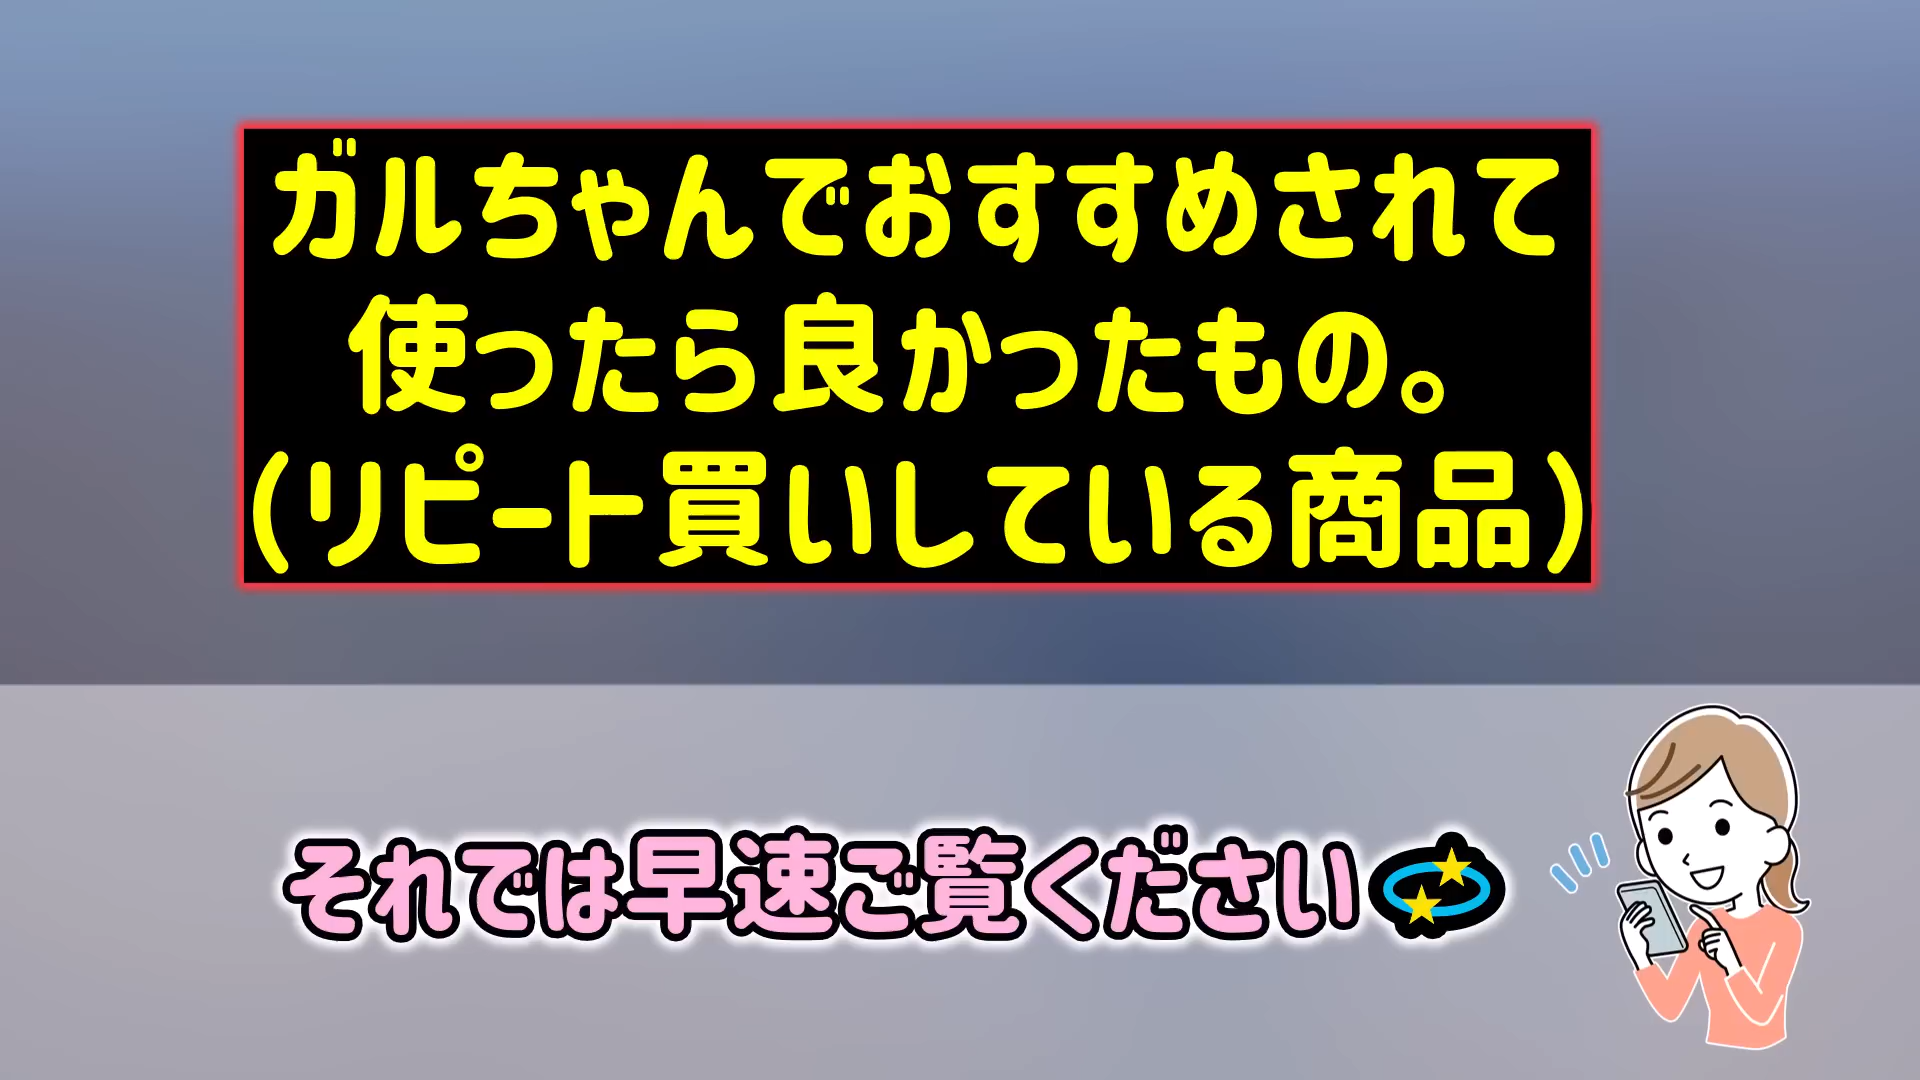 ガルちゃんでおすすめされて
使ったら良かったもの。
(リピート買いしている商品)
それでは早速ご覧ください💫